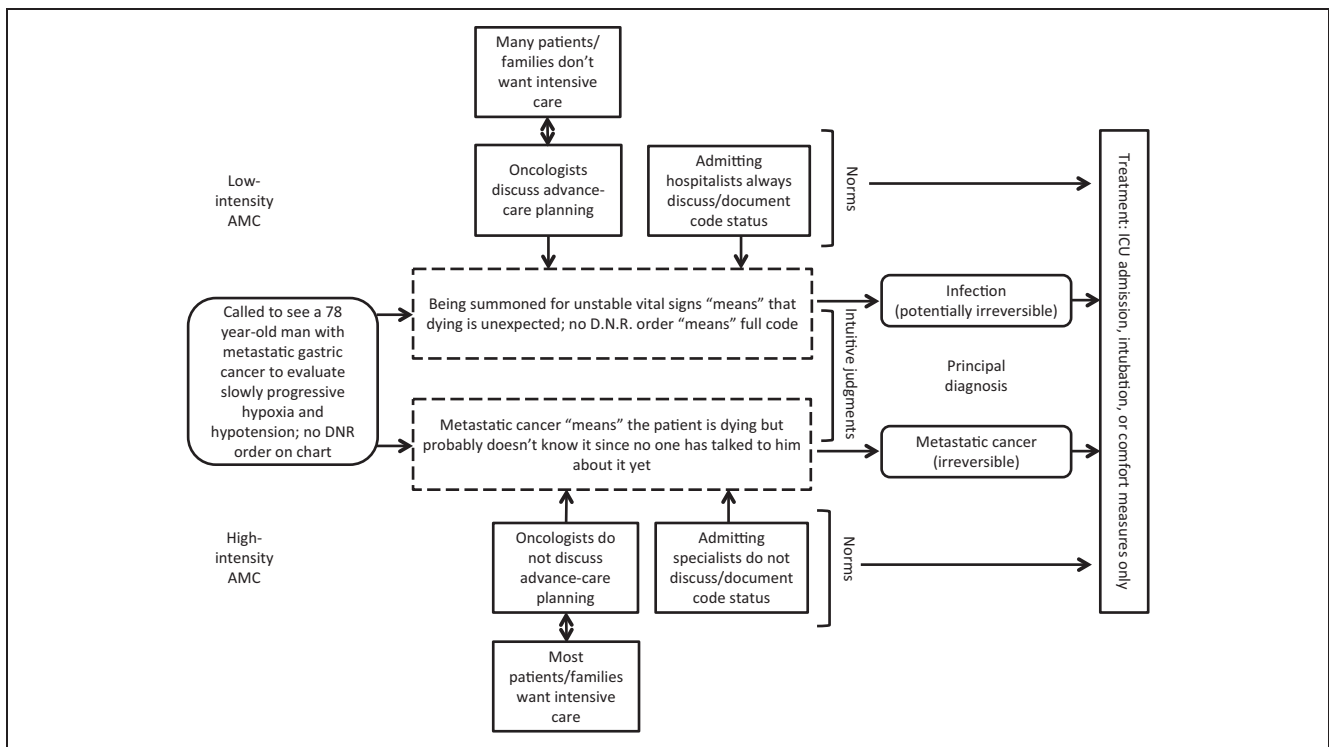 Many patients/
families don’t
want intensive
care
Low-
intensity
AMC
Oncologists
discuss advance-
care planning
Admitting
hospitalists always
discuss/document
code status
Norms
Called to see a 78
year-old man with
metastatic gastric
cancer to evaluate
slowly progressive
hypoxia and
hypotension; no DNR
order on chart
Being summoned for unstable vital signs “means” that
dying is unexpected; no D.N.R. order “means” full code
Metastatic cancer “means” the patient is dying but
probably doesn’t know it since no one has talked to him
about it yet
Intuitive judgments
Infection
(potentially irreversible)
Principal
diagnosis
Metastatic cancer
(irreversible)
Treatment: ICU admission, intubation, or comfort measures only
High-
intensity
AMC
Oncologists do
not discuss
advance-care
planning
Admitting
specialists do not
discuss/document
code status
Norms
Most
patients/families
want intensive
care